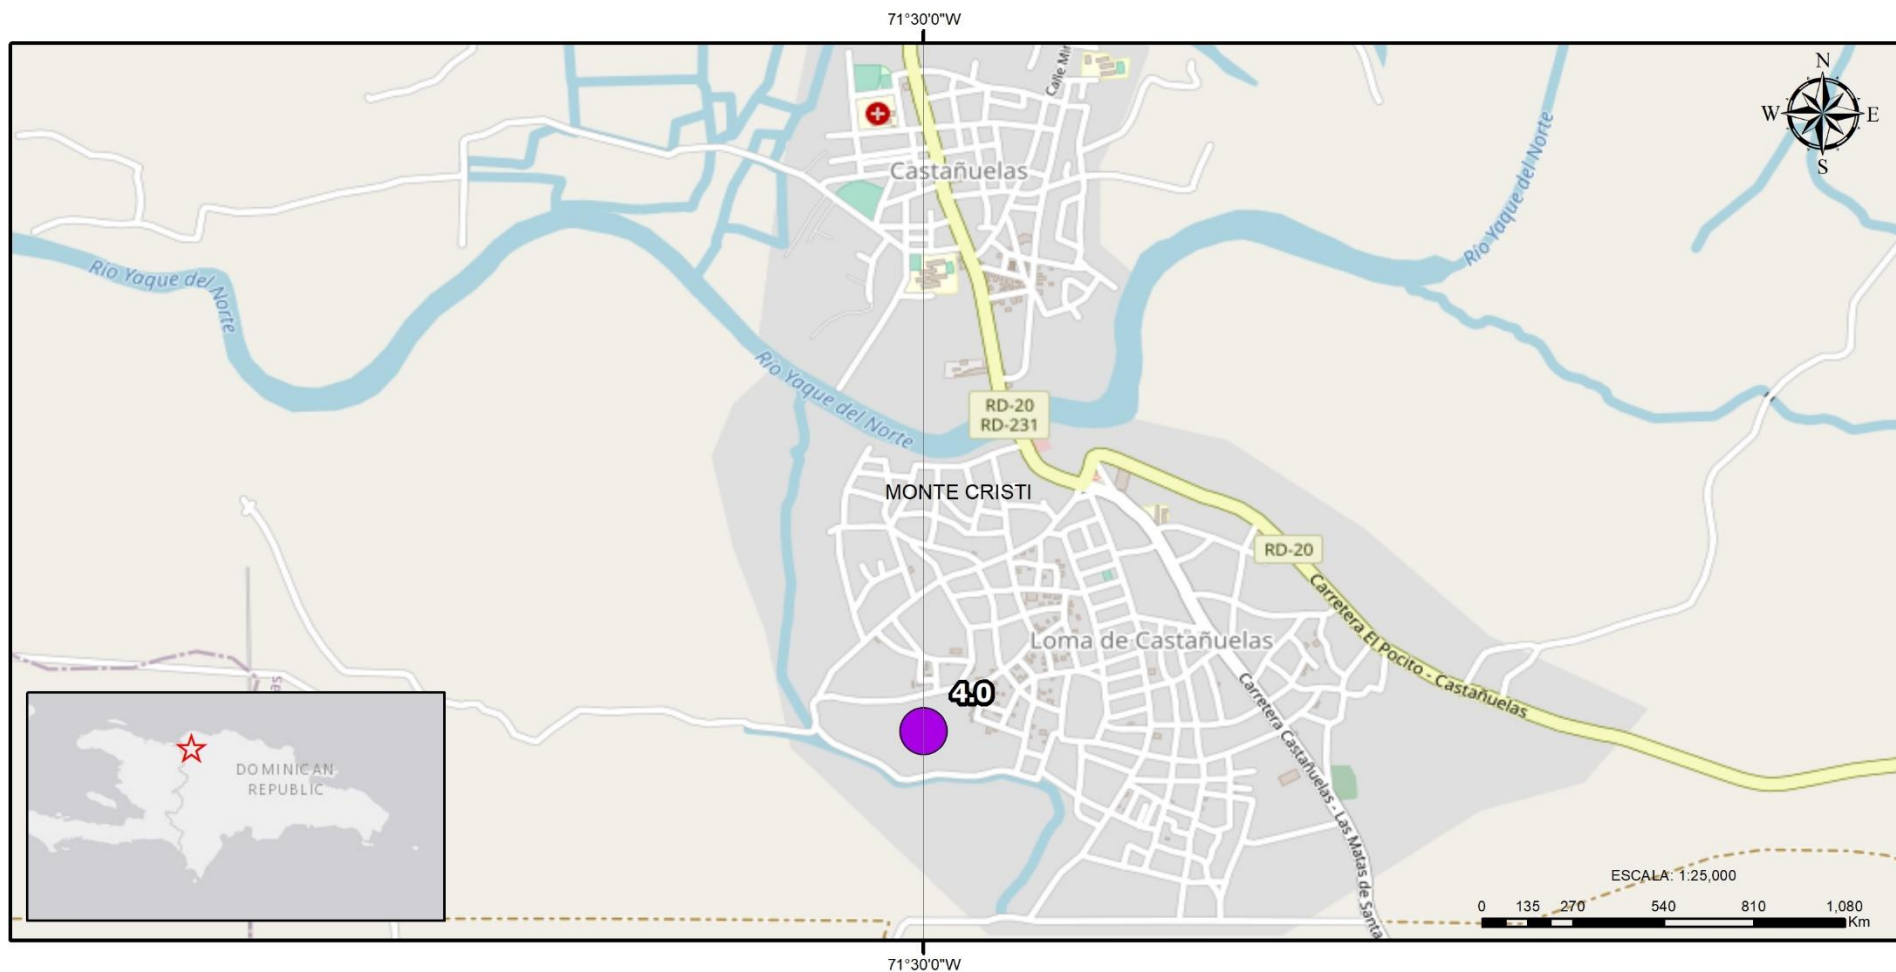 71°30'0"W
N
W
E
S
Calle Mir
Castañuelas
Río Yaque del Norte
Río Yaque del Norte
Río Yaque del Norte
RD-20
RD-231
MONTE CRISTI
RD-20
Carretera El Pocito - Castañuelas
Loma de Castañuelas
4.0
Carretera Castañuelas - Las Matas de Santa
DOMINICAN
REPUBLIC
ESCALA: 1:25,000
0 135 270 540 810 1,080
Km
71°30'0"W